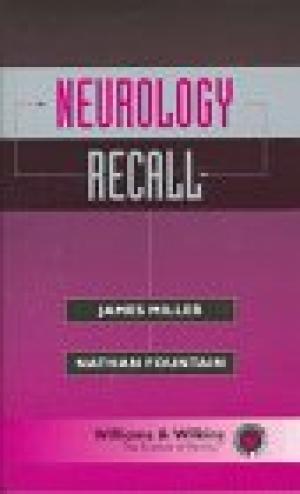 NEUROLOGY
RECALL
JAMES MILLER
NATHAN FOUNTAIN
Williams & Wilkins